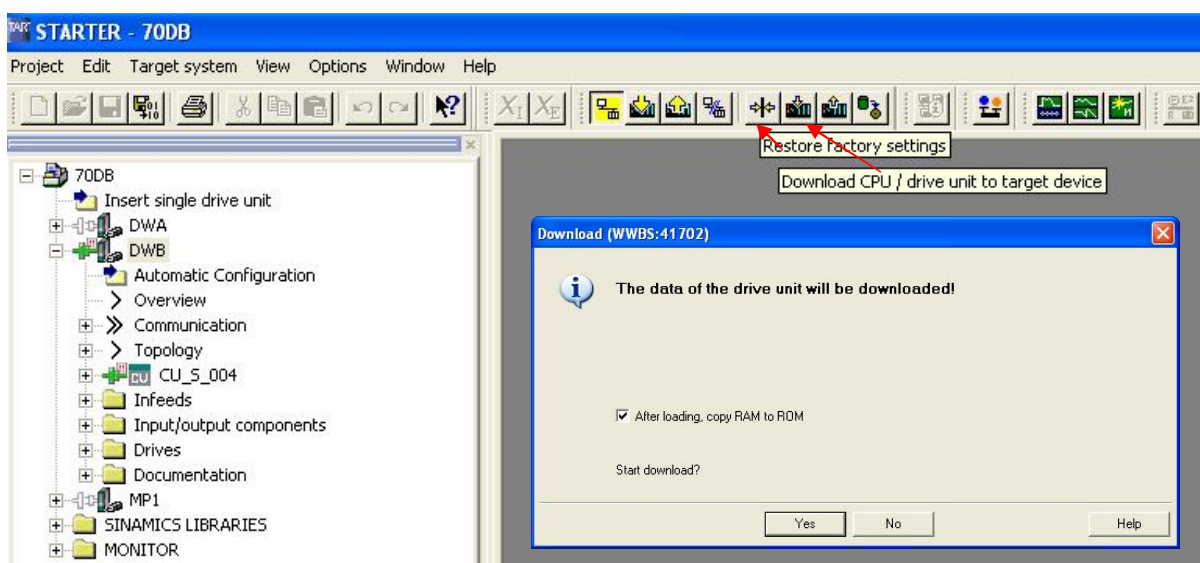 STARTER - 70DB
Project Edit Target system View Options Window Help
Restore factory settings
Download CPU / drive unit to target device
70DB
Insert single drive unit
DWA
DWB
Automatic Configuration
Overview
Communication
Topology
CU CU_S_004
Infeeds
Input/output components
Drives
Documentation
MP1
SINAMICS LIBRARIES
MONITOR
Download (WWBS:41702)
The data of the drive unit will be downloaded!
After loading, copy RAM to ROM
Start download?
Yes No Help